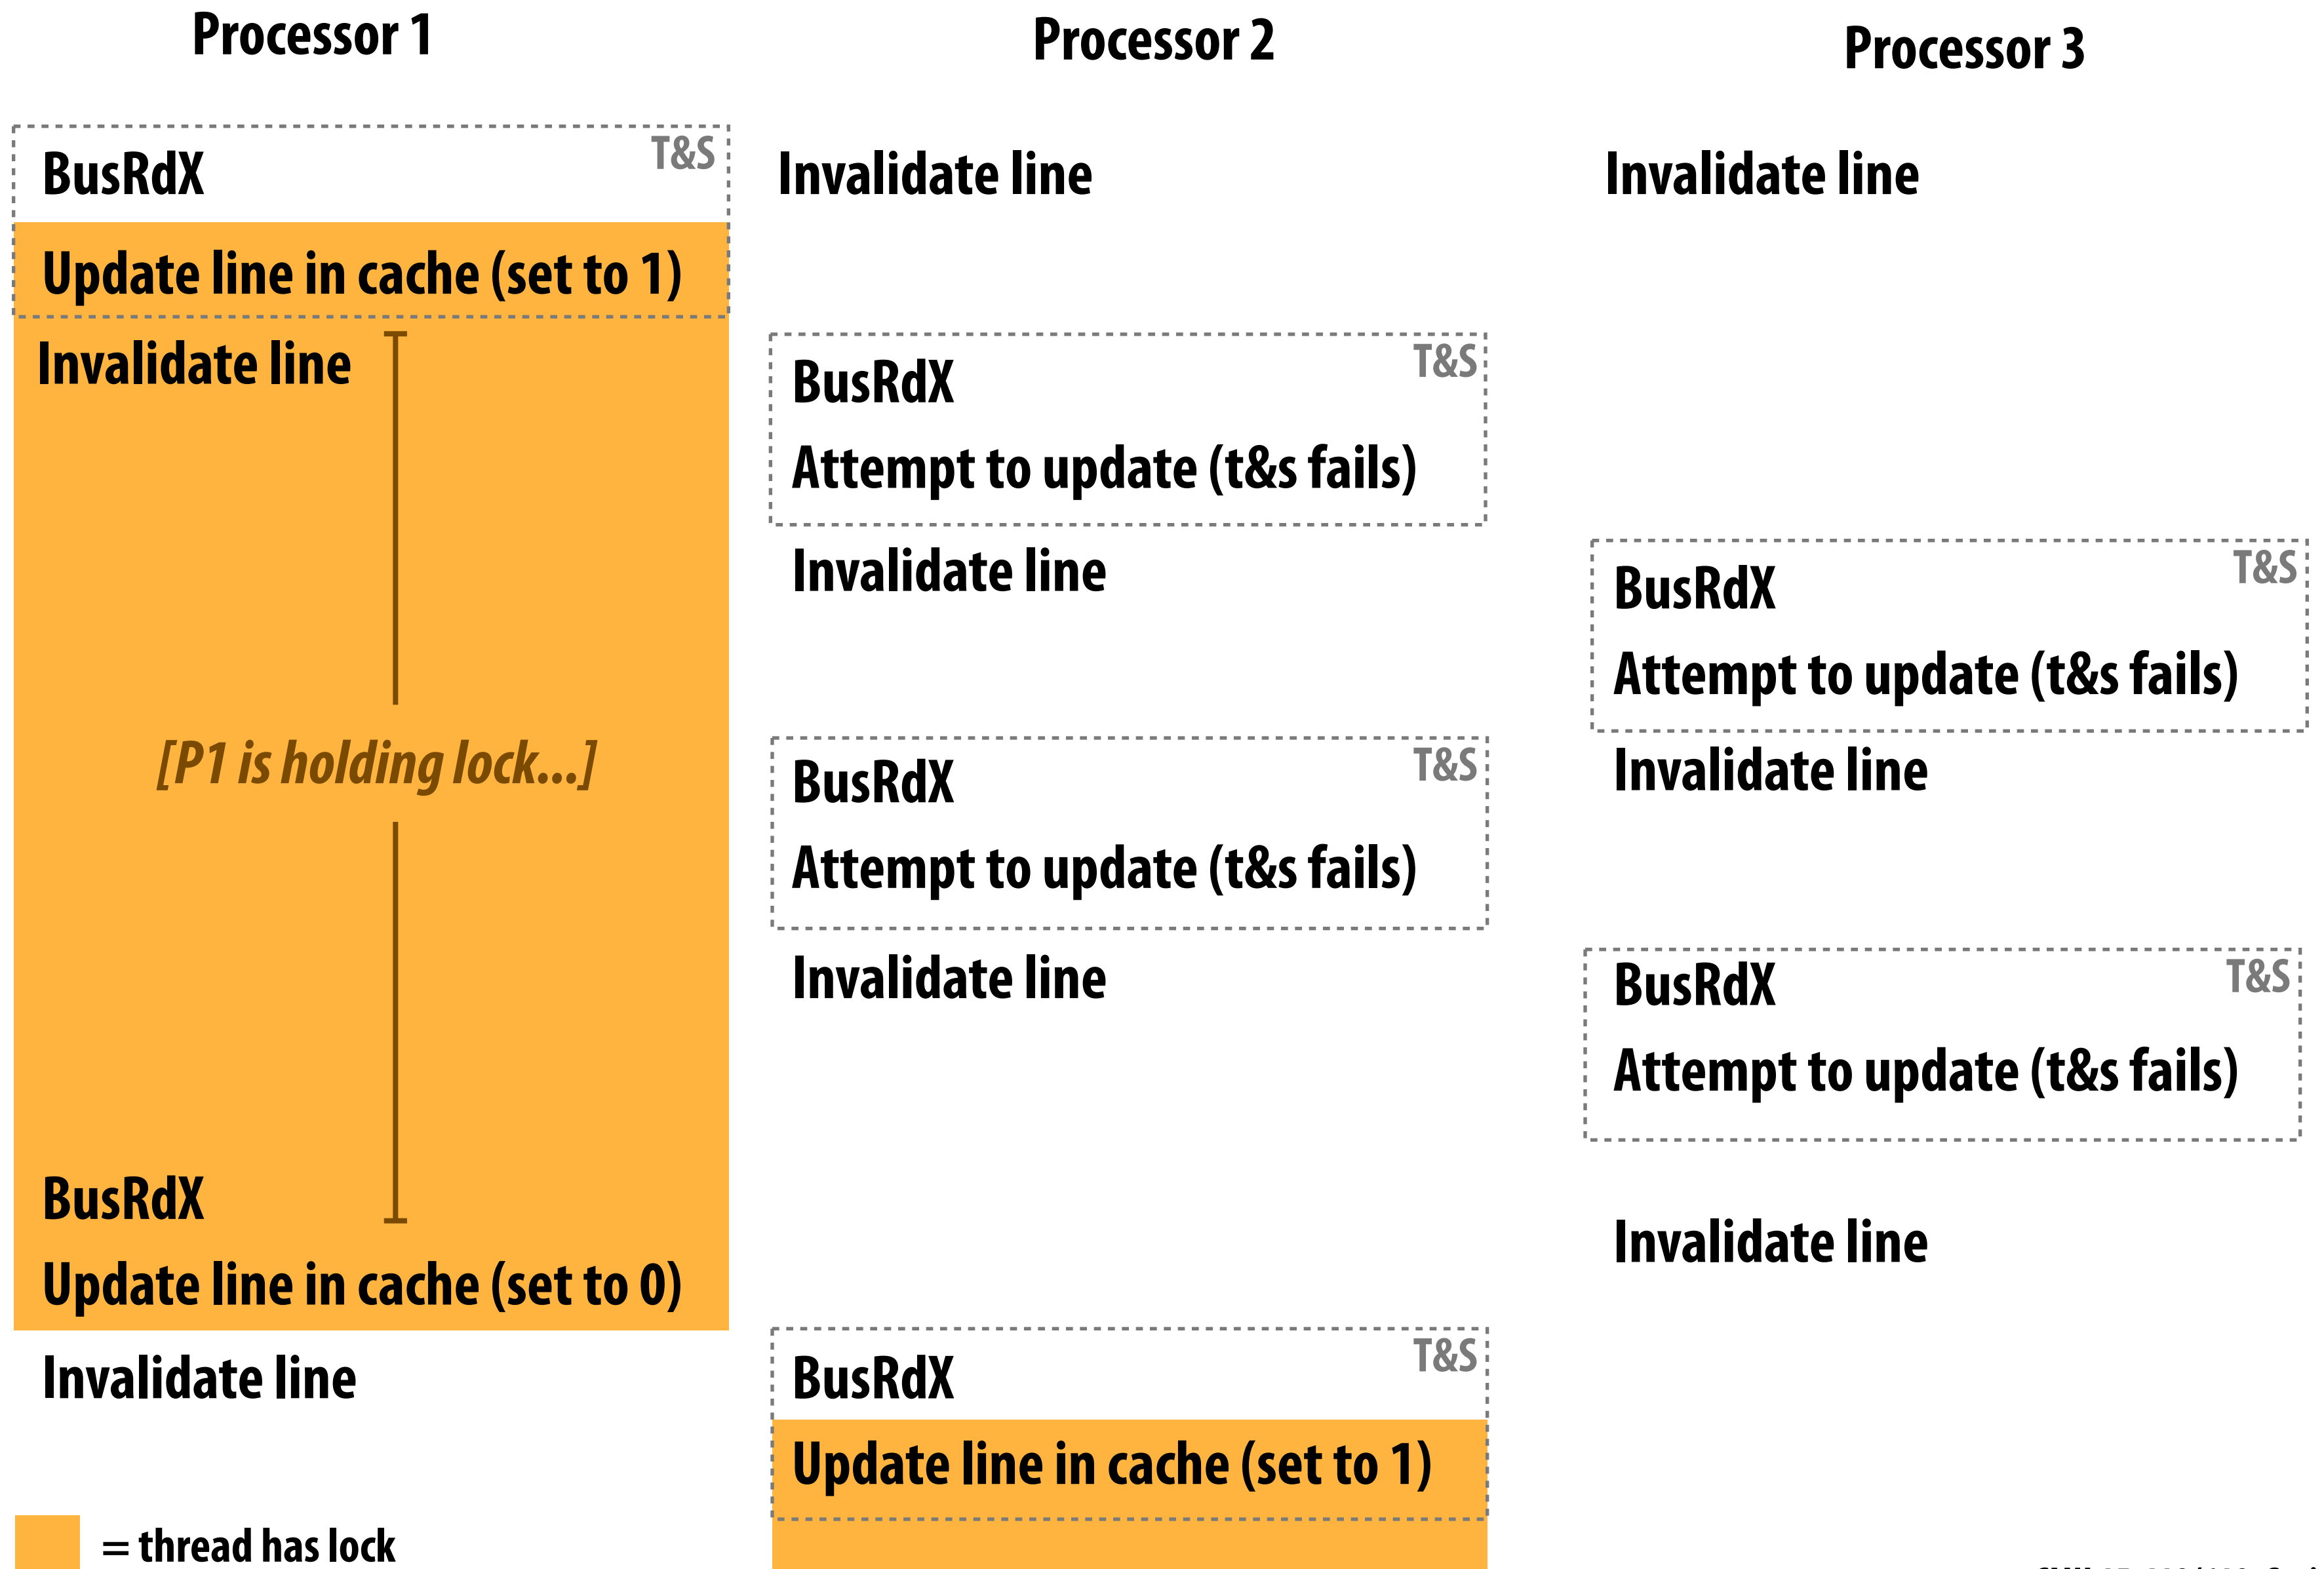 Processor 1
Processor 2
Processor 3
BusRdX
T&S
Update line in cache (set to 1)
Invalidate line
[P1 is holding lock...]
BusRdX
Update line in cache (set to 0)
Invalidate line
Invalidate line
BusRdX
T&S
Attempt to update (t&s fails)
Invalidate line
BusRdX
T&S
Attempt to update (t&s fails)
Invalidate line
BusRdX
T&S
Update line in cache (set to 1)
Invalidate line
BusRdX
T&S
Attempt to update (t&s fails)
Invalidate line
BusRdX
T&S
Attempt to update (t&s fails)
Invalidate line
= thread has lock